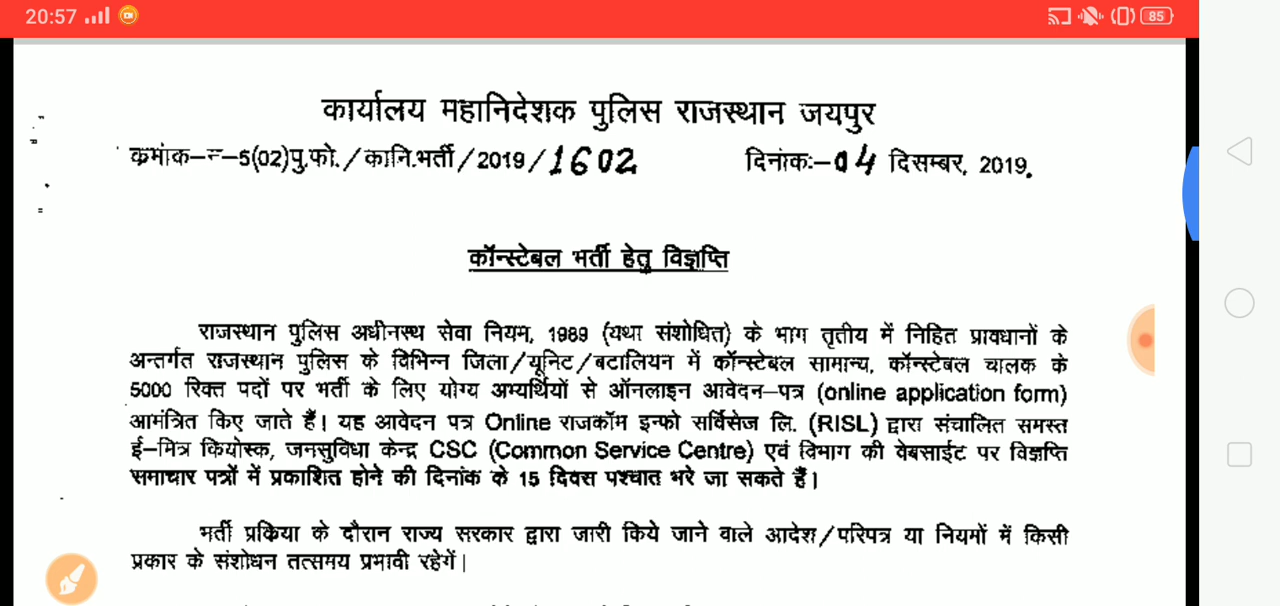 20:57
85
कार्यालय महानिदेशक पुलिस राजस्थान जयपुर
क्रमांक-न-5(02)पु.फो./कानि.भर्ती/2019/1602 दिनांकः-04 दिसम्बर, 2019.
कॉन्स्टेबल भर्ती हेतु विज्ञप्ति
राजस्थान पुलिस अधीनस्थ सेवा नियम, 1989 (यथा संशोधित) के भाग तृतीय में निहित प्रावधानों के
अन्तर्गत राजस्थान पुलिस के विभिन्न जिला/यूनिट/बटालियन में कॉन्स्टेबल सामान्य, कॉन्स्टेबल चालक के
5000 रिक्त पदों पर भर्ती के लिए योग्य अभ्यर्थियों से ऑनलाइन आवेदन-पत्र (online application form)
आमंत्रित किए जाते हैं। यह आवेदन पत्र Online राजकॉम इन्फो सर्विसेज लि. (RISL) द्वारा संचालित समस्त
ई-मित्र कियोस्क, जनसुविधा केन्द्र CSC (Common Service Centre) एवं विभाग की वेबसाईट पर विज्ञप्ति
समाचार पत्रों में प्रकाशित होने की दिनांक के 15 दिवस पश्चात भरे जा सकते हैं।
भर्ती प्रकिया के दौरान राज्य सरकार द्वारा जारी किये जाने वाले आदेश/परिपत्र या नियमों में किसी
प्रकार के संशोधन तत्समय प्रभावी रहेगें।